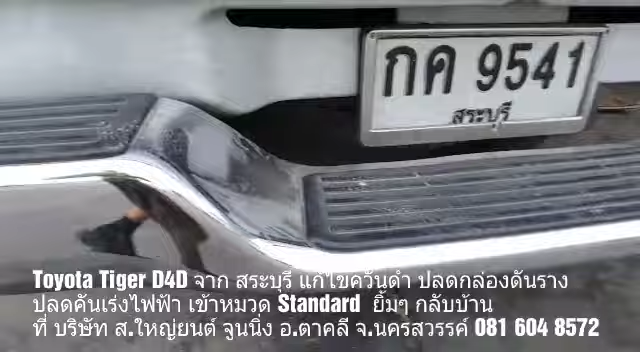 กค 9541
สระบุรี
Toyota Tiger D4D จาก สระบุรี แก้ไขควันดำ ปลดกล่องดันราง
ปลดคันเร่งไฟฟ้า เข้าหมวด Standard ยิ้มๆ กลับบ้าน
ที่ บริษัท ส.ใหญ่ยนต์ จูนนิ่ง อ.ตาคลี จ.นครสวรรค์ 081 604 8572